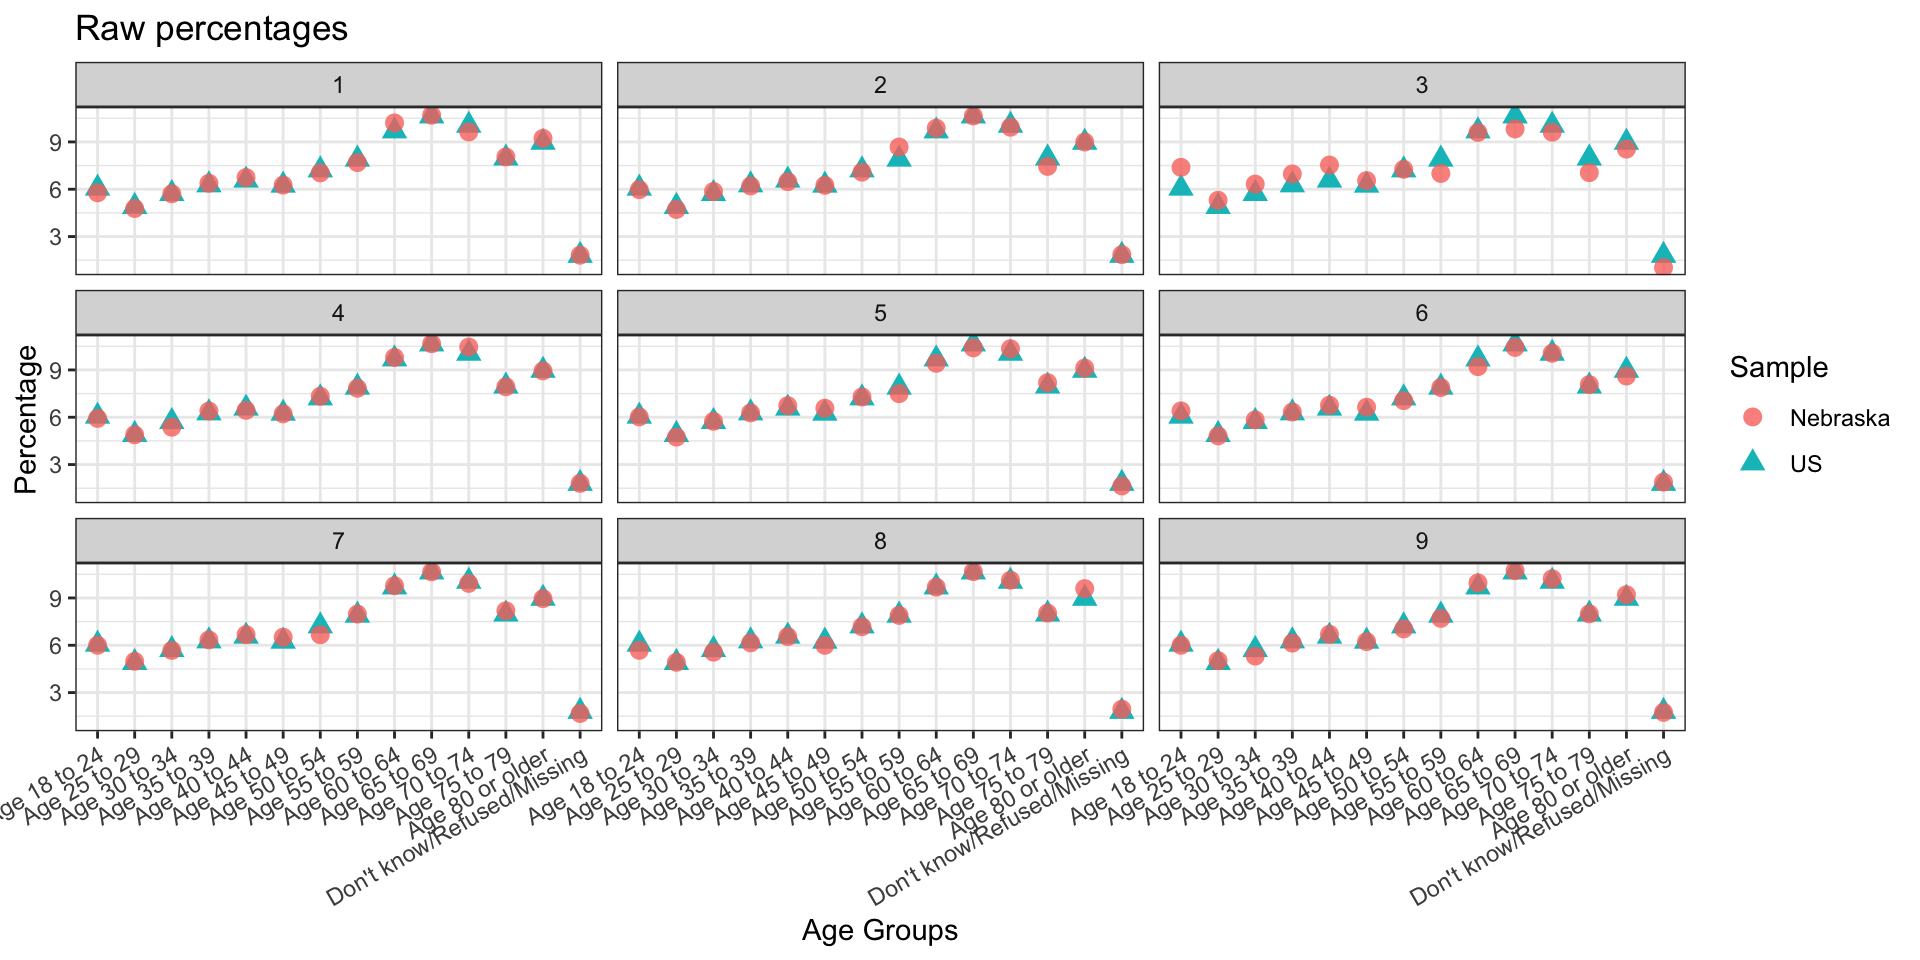 Raw percentages
1
2
3
9
6
3
4
5
6
9
6
3
7
8
9
9
6
3
Percentage
Age 18 to 24
Age 25 to 29
Age 30 to 34
Age 35 to 39
Age 40 to 44
Age 45 to 49
Age 50 to 54
Age 55 to 59
Age 60 to 64
Age 65 to 69
Age 70 to 74
Age 75 to 79
Age 80 or older
Don't know/Refused/Missing
Age 18 to 24
Age 25 to 29
Age 30 to 34
Age 35 to 39
Age 40 to 44
Age 45 to 49
Age 50 to 54
Age 55 to 59
Age 60 to 64
Age 65 to 69
Age 70 to 74
Age 75 to 79
Age 80 or older
Don't know/Refused/Missing
Age 18 to 24
Age 25 to 29
Age 30 to 34
Age 35 to 39
Age 40 to 44
Age 45 to 49
Age 50 to 54
Age 55 to 59
Age 60 to 64
Age 65 to 69
Age 70 to 74
Age 75 to 79
Age 80 or older
Don't know/Refused/Missing
Age Groups
Sample
Nebraska
US